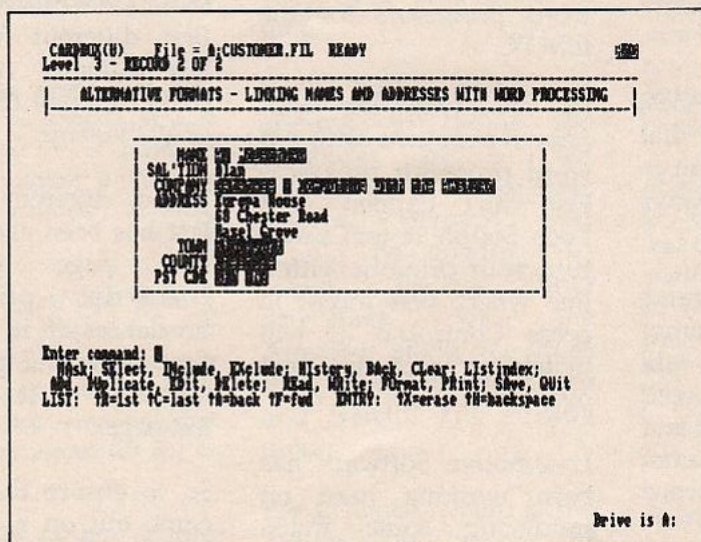 CARDBOX(U) File = A:CUSTOMER.FIL READY
Level 3 - RECORD 2 OF 2
ALTERNATIVE FORMATS - LINKING NAMES AND ADDRESSES WITH WORD PROCESSING
NAME
SAL'TION Alan
COMPANY
ADDRESS Europa House
68 Chester Road
Hazel Grove
TOWN
COUNTY
PST CDE
Enter command:
MAsk; SElect, INclude, EXclude; HIstory, BAck, CLear; LIstindex;
ADd, DUplicate, EDit, DElete; REad, WRite; FOrmat, PRint; SAve, QUit
LIST: ↑R=1st ↑C=last ↑A=back ↑F=fwd ENTRY: ↑X=erase ↑H=backspace
Drive is A: